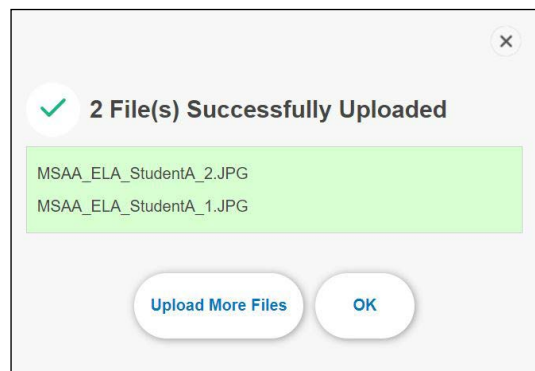 2 File(s) Successfully Uploaded
MSAA_ELA_StudentA_2.JPG
MSAA_ELA_StudentA_1.JPG
Upload More Files
OK